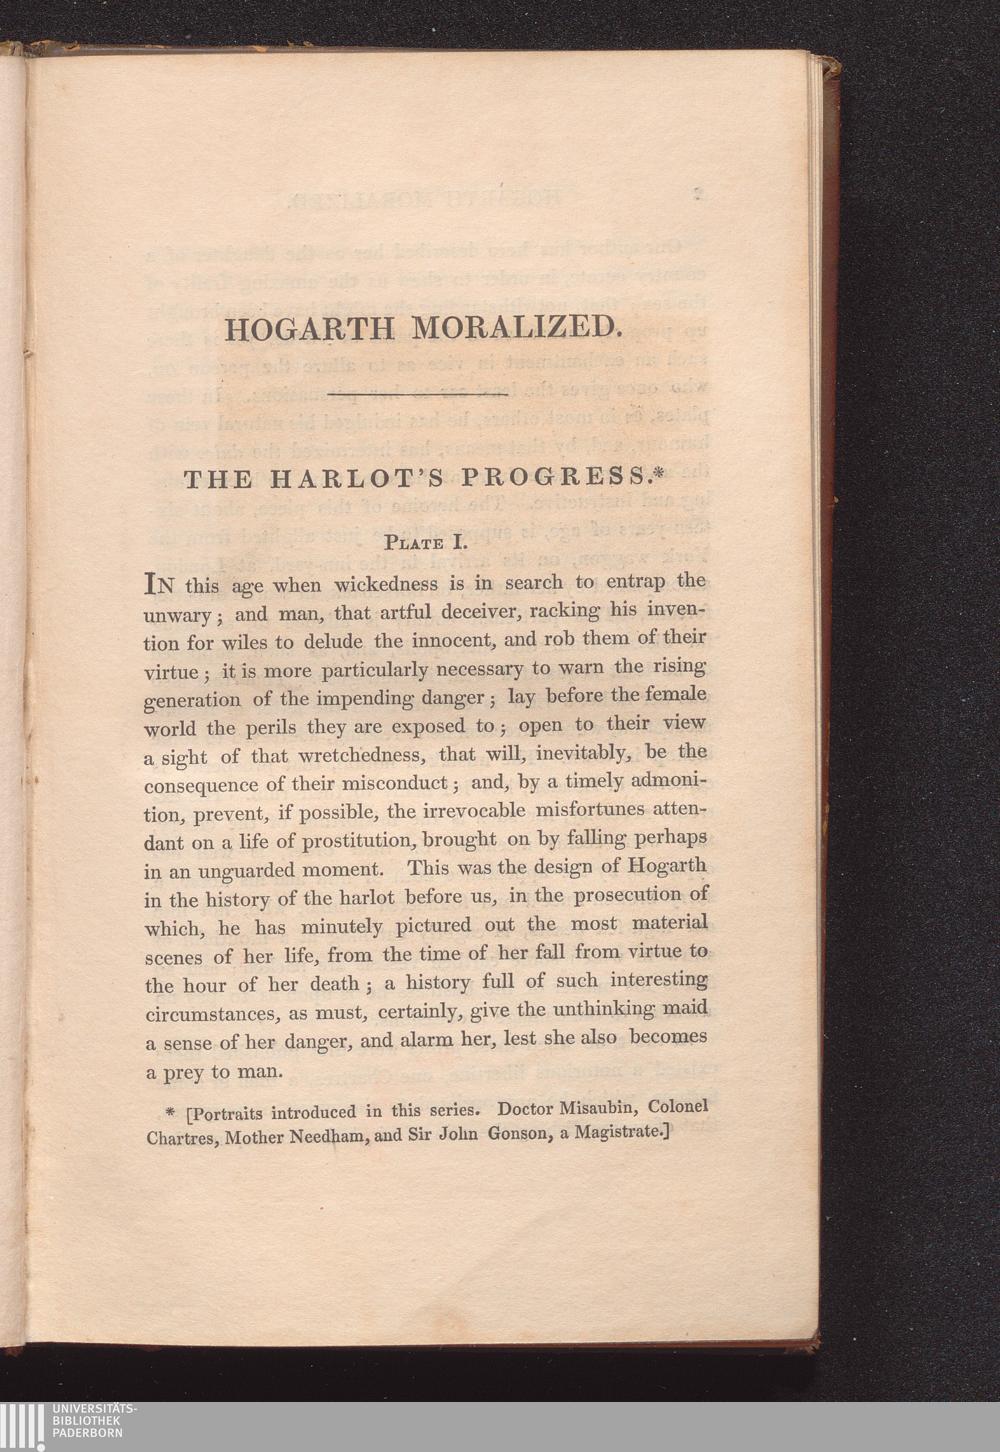 HOGARTH MORALIZED.
THE HARLOT'S PROGRESS.*
PLATE I.
IN this age when wickedness is in search to entrap the
unwary; and man, that artful deceiver, racking his inven-
tion for wiles to delude the innocent, and rob them of their
virtue; it is more particularly necessary to warn the rising
generation of the impending danger; lay before the female
world the perils they are exposed to; open to their view
a sight of that wretchedness, that will, inevitably, be the
consequence of their misconduct; and, by a timely admoni-
tion, prevent, if possible, the irrevocable misfortunes atten-
dant on a life of prostitution, brought on by falling perhaps
in an unguarded moment. This was the design of Hogarth
in the history of the harlot before us, in the prosecution of
which, he has minutely pictured out the most material
scenes of her life, from the time of her fall from virtue to
the hour of her death; a history full of such interesting
circumstances, as must, certainly, give the unthinking maid
a sense of her danger, and alarm her, lest she also becomes
a prey to man.
* [Portraits introduced in this series. Doctor Misaubin, Colonel
Chartres, Mother Needham, and Sir John Gonson, a Magistrate.]
UNIVERSITÄTS-
BIBLIOTHEK
PADERBORN